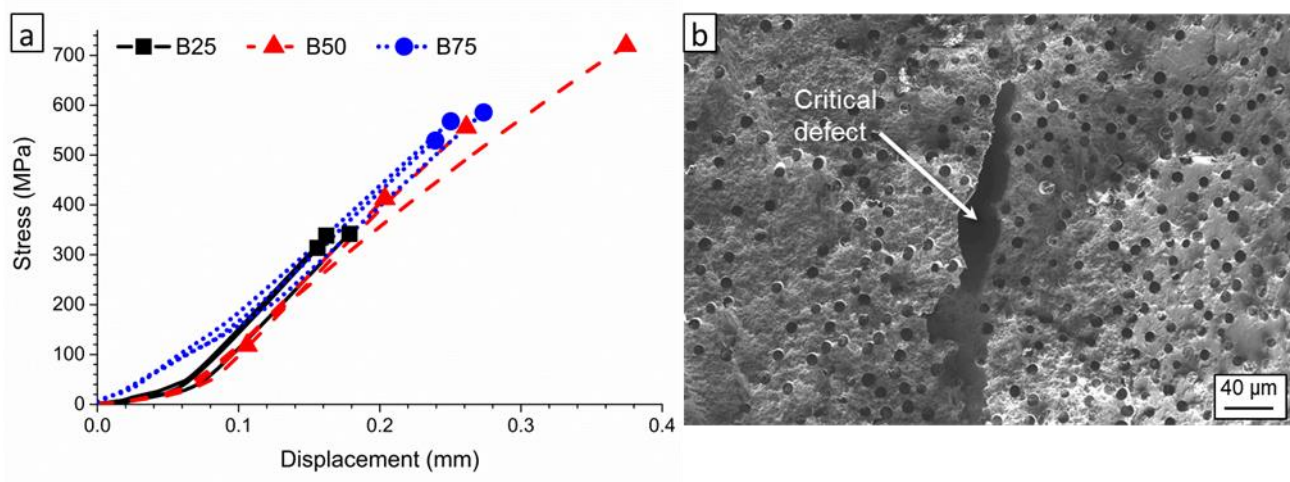 a
B25
B50
B75
700
600
500
400
300
200
100
0
0.0
0.1
0.2
0.3
0.4
Stress (MPa)
Displacement (mm)
b
Critical
defect
40 µm